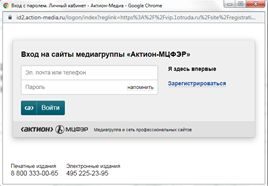 Вход с паролем. Личный кабинет - Актион-Медиа - Google Chrome
id2.action-media.ru/logon/index?reglink=https%3A%2F%2Fvip.1otruda.ru%2Fsite%2Fregistrati...
Вход на сайты медиагруппы «Актион-МЦФЭР»
Эл. почта или телефон
Я здесь впервые
Пароль
напомнить
Зарегистрироваться
Войти
актион МЦФЭР Медиагруппа и сеть профессиональных сайтов
Печатные издания
Электронные издания
8 800 333-00-65
495 225-23-95